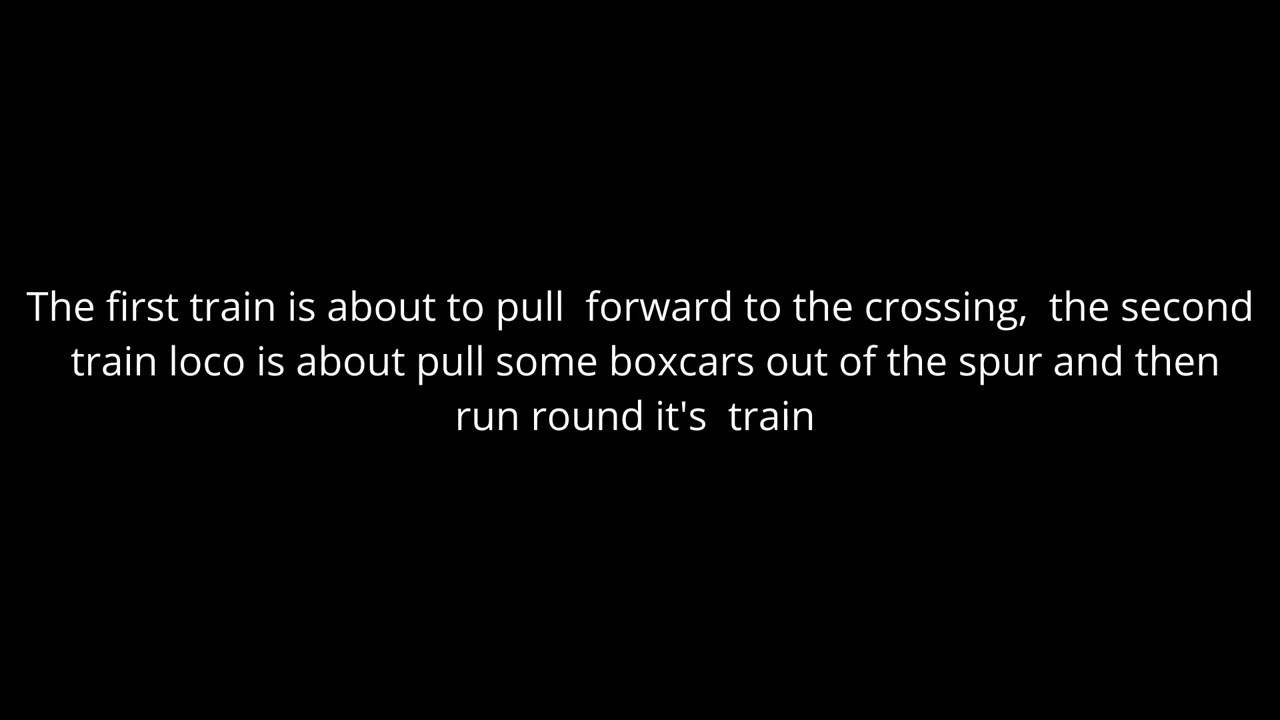 The first train is about to pull  forward to the crossing,  the second
train loco is about pull some boxcars out of the spur and then
run round it's  train